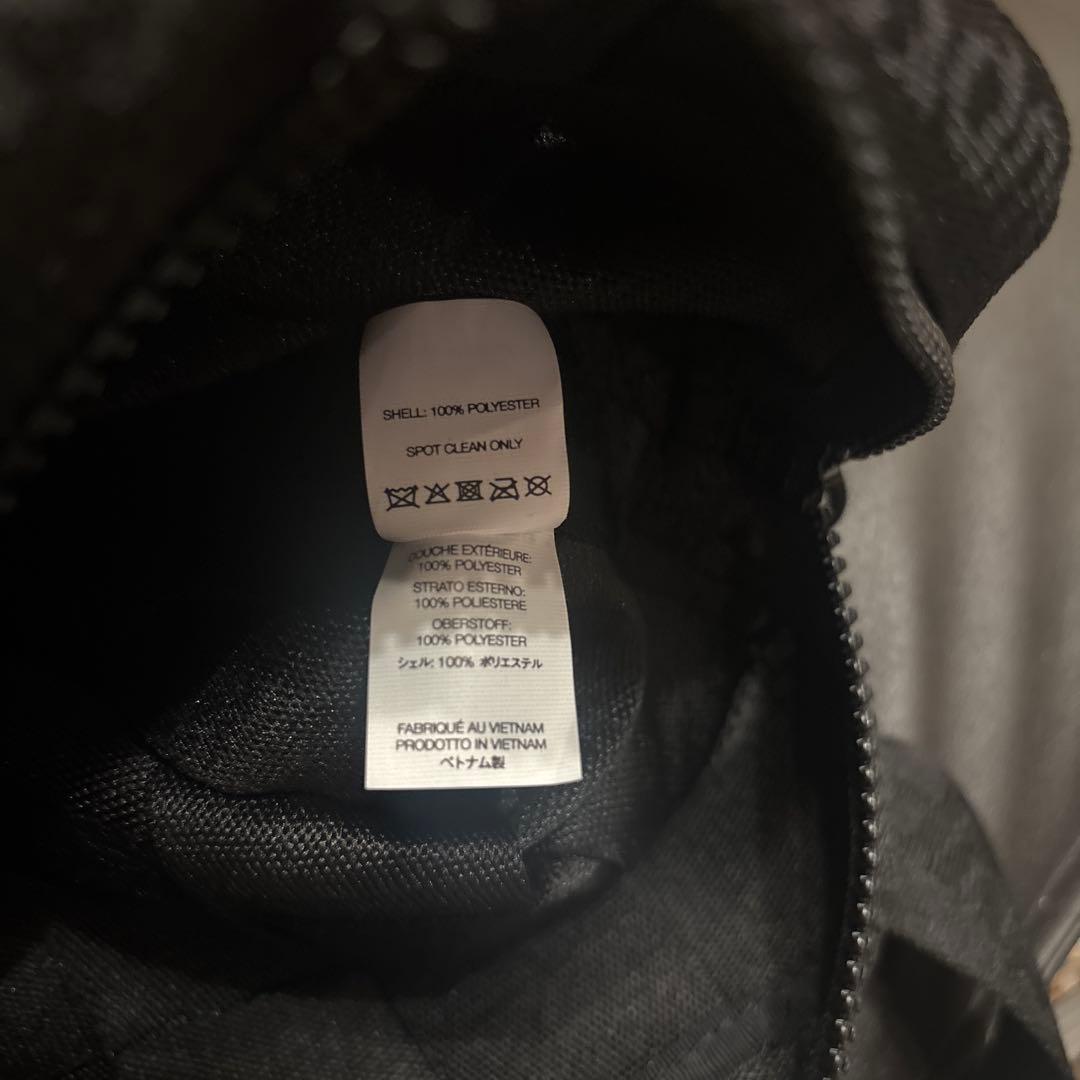 SHELL: 100% POLYESTER
SPOT CLEAN ONLY
COUCHE EXTÉRIEURE:
100% POLYESTER
STRATO ESTERNO:
100% POLIESTERE
OBERSTOFF:
100% POLYESTER
シェル: 100% ポリエステル
FABRIQUÉ AU VIETNAM
PRODOTTO IN VIETNAM
ベトナム製